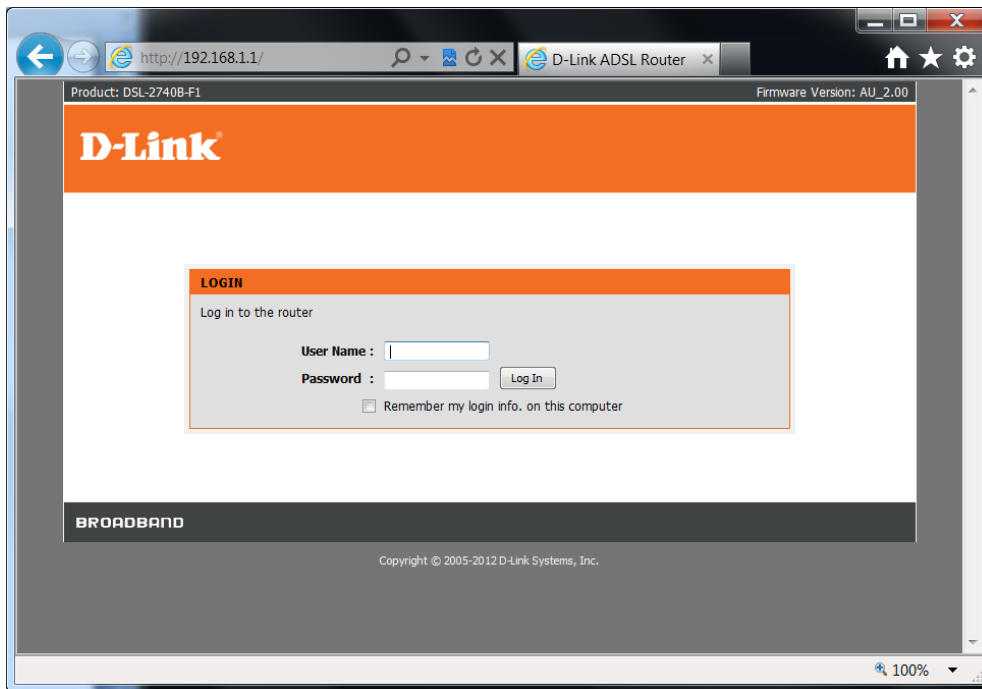 http://192.168.1.1/
D-Link ADSL Router
Product: DSL-2740B-F1 Firmware Version: AU_2.00
D-Link®
LOGIN
Log in to the router
User Name :
Password :
Log In
Remember my login info. on this computer
BROADBAND
Copyright © 2005-2012 D-Link Systems, Inc.
100%